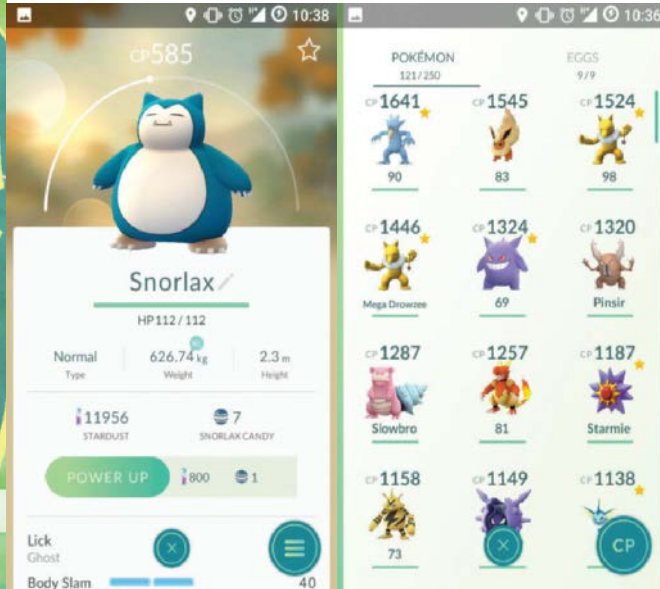 10:38
CP585
Snorlax
HP112 / 112
Normal
626.74 kg
XL
2.3 m
Type
Weight
Height
11956
7
STARDUST
SNORLAX CANDY
POWER UP
800
1
Lick
Ghost
Body Slam
40
10:36
POKÉMON
EGGS
121/250
9/9
CP1641
CP1545
CP1524
90
83
98
CP1446
CP1324
CP1320
Mega Drowzee
69
Pinsir
CP1287
CP1257
CP1187
Slowbro
81
Starmie
CP1158
CP1149
CP1138
73
CP